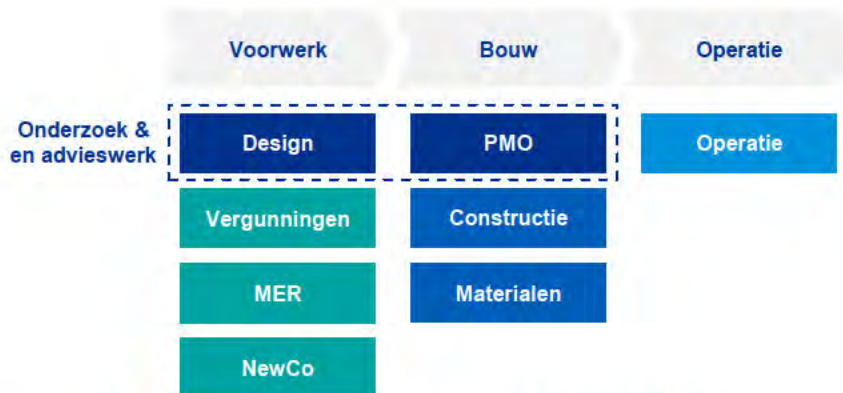 Voorwerk
Bouw
Operatie
Onderzoek &
en advieswerk
Design
PMO
Operatie
Vergunningen
Constructie
MER
Materialen
NewCo